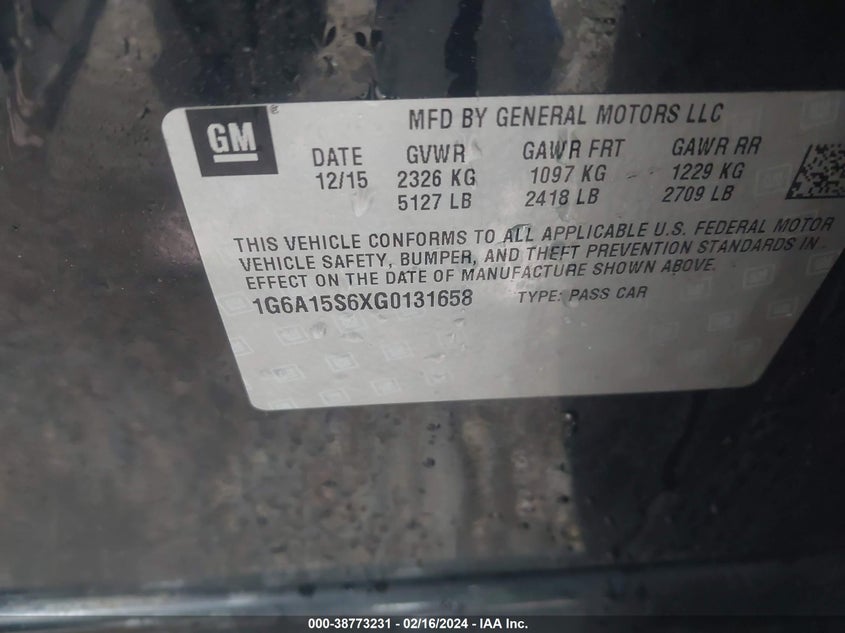 GM
MFD BY GENERAL MOTORS LLC
DATE GVWR GAWR FRT GAWR RR
12/15 2326 KG 1097 KG 1229 KG
5127 LB 2418 LB 2709 LB
THIS VEHICLE CONFORMS TO ALL APPLICABLE U.S. FEDERAL MOTOR
VEHICLE SAFETY, BUMPER, AND THEFT PREVENTION STANDARDS IN
EFFECT ON THE DATE OF MANUFACTURE SHOWN ABOVE.
1G6A15S6XG0131658 TYPE: PASS CAR
000-38773231 - 02/16/2024 - IAA Inc.